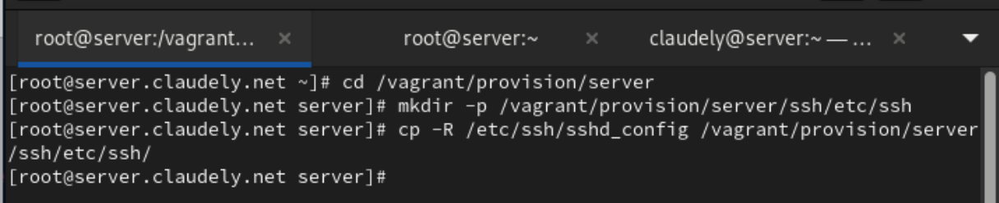 root@server:/vagrant... × root@server:~ × claudely@server:~ — ... ×
[root@server.claudely.net ~]# cd /vagrant/provision/server
[root@server.claudely.net server]# mkdir -p /vagrant/provision/server/ssh/etc/ssh
[root@server.claudely.net server]# cp -R /etc/ssh/sshd_config /vagrant/provision/server
/ssh/etc/ssh/
[root@server.claudely.net server]#